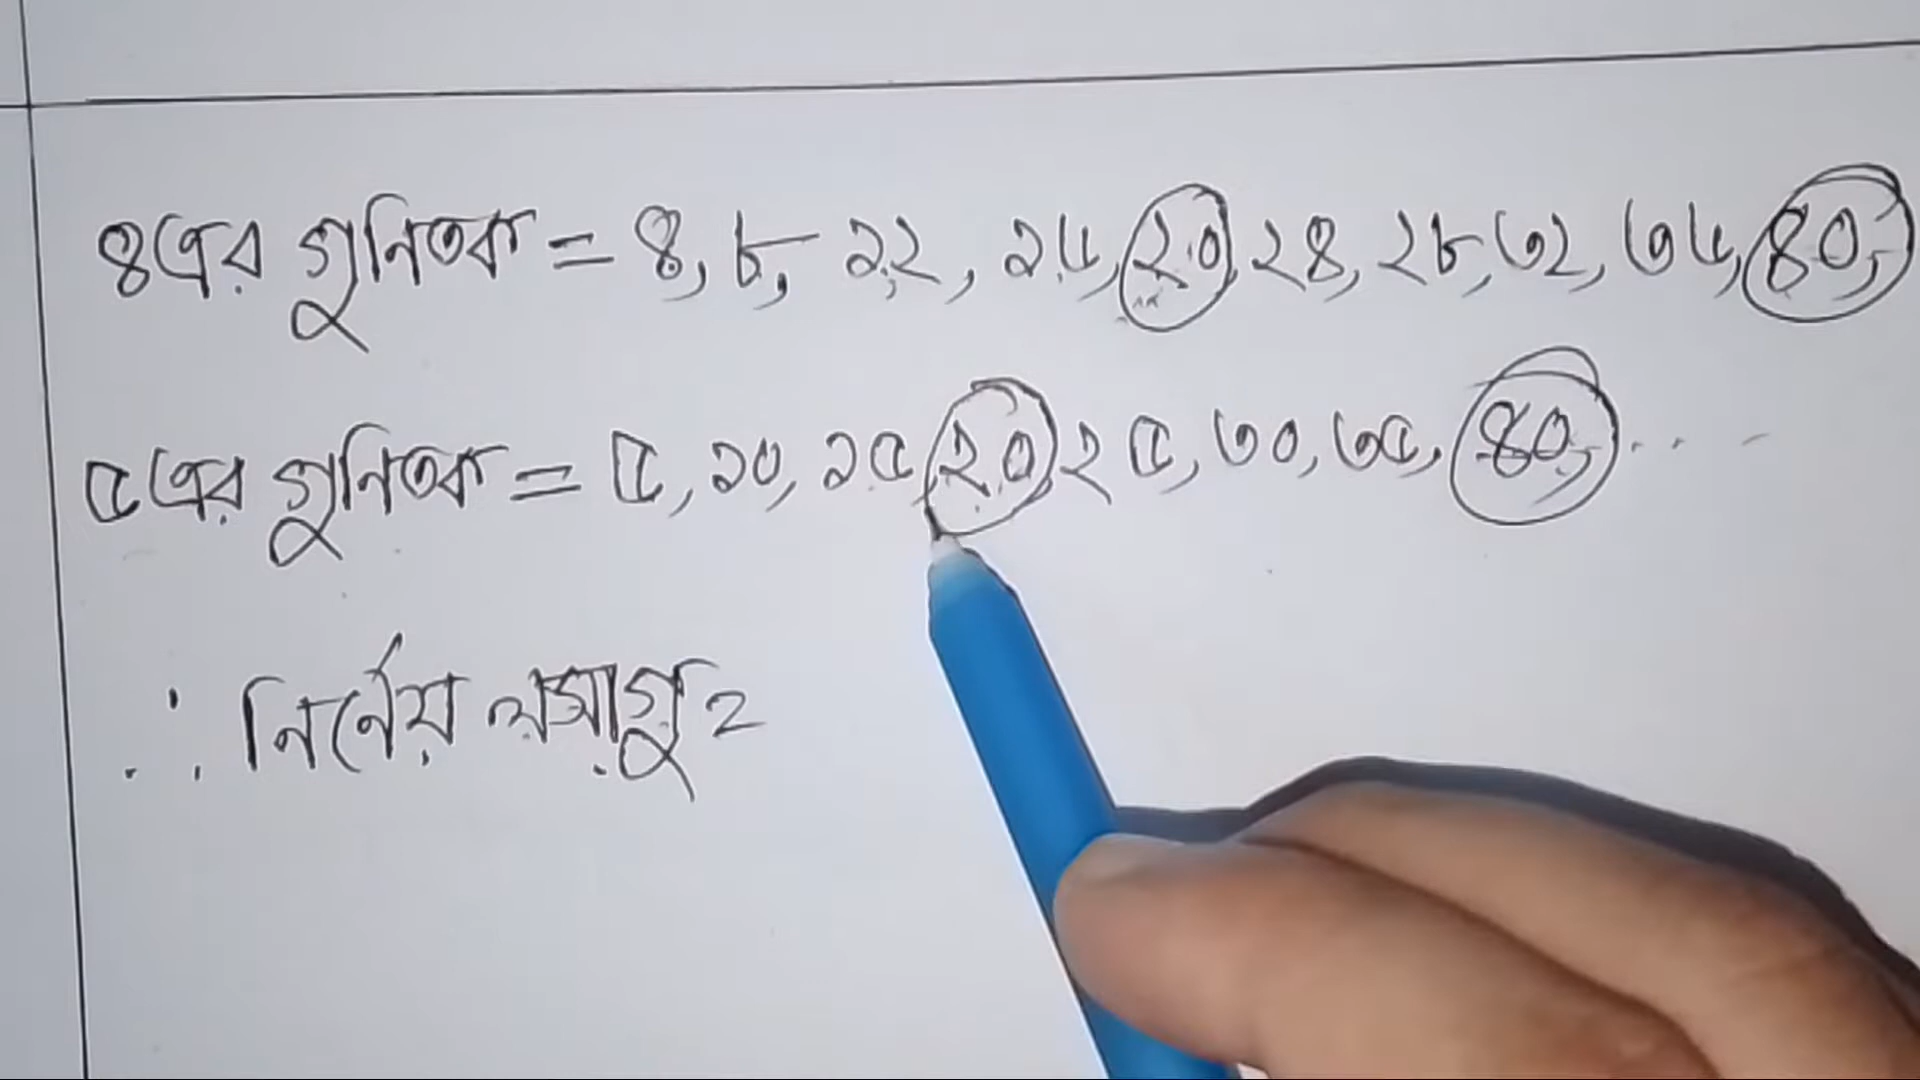 ৪এর গুনিতক = ৪, ৮, ১২, ১৬, ২০, ২৪, ২৮, ৩২, ৩৬, ৪০,
৫এর গুনিতক = ৫, ১০, ১৫, ২০, ২৫, ৩০, ৩৫, ৪০, . . . –
∴ নির্নেয় লসাগু =